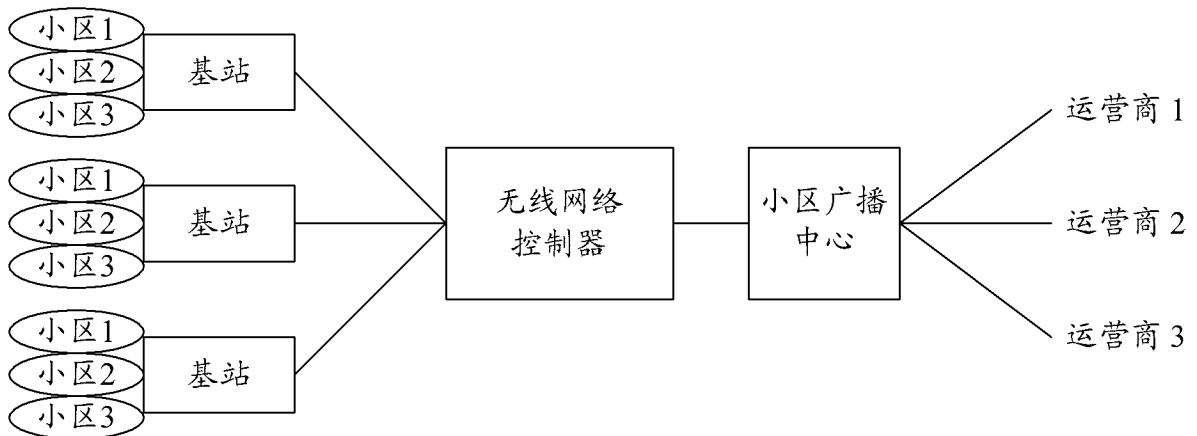 小区1
小区2
小区3
基站
小区1
小区2
小区3
基站
小区1
小区2
小区3
基站
无线网络
控制器
小区广播
中心
运营商 1
运营商 2
运营商 3